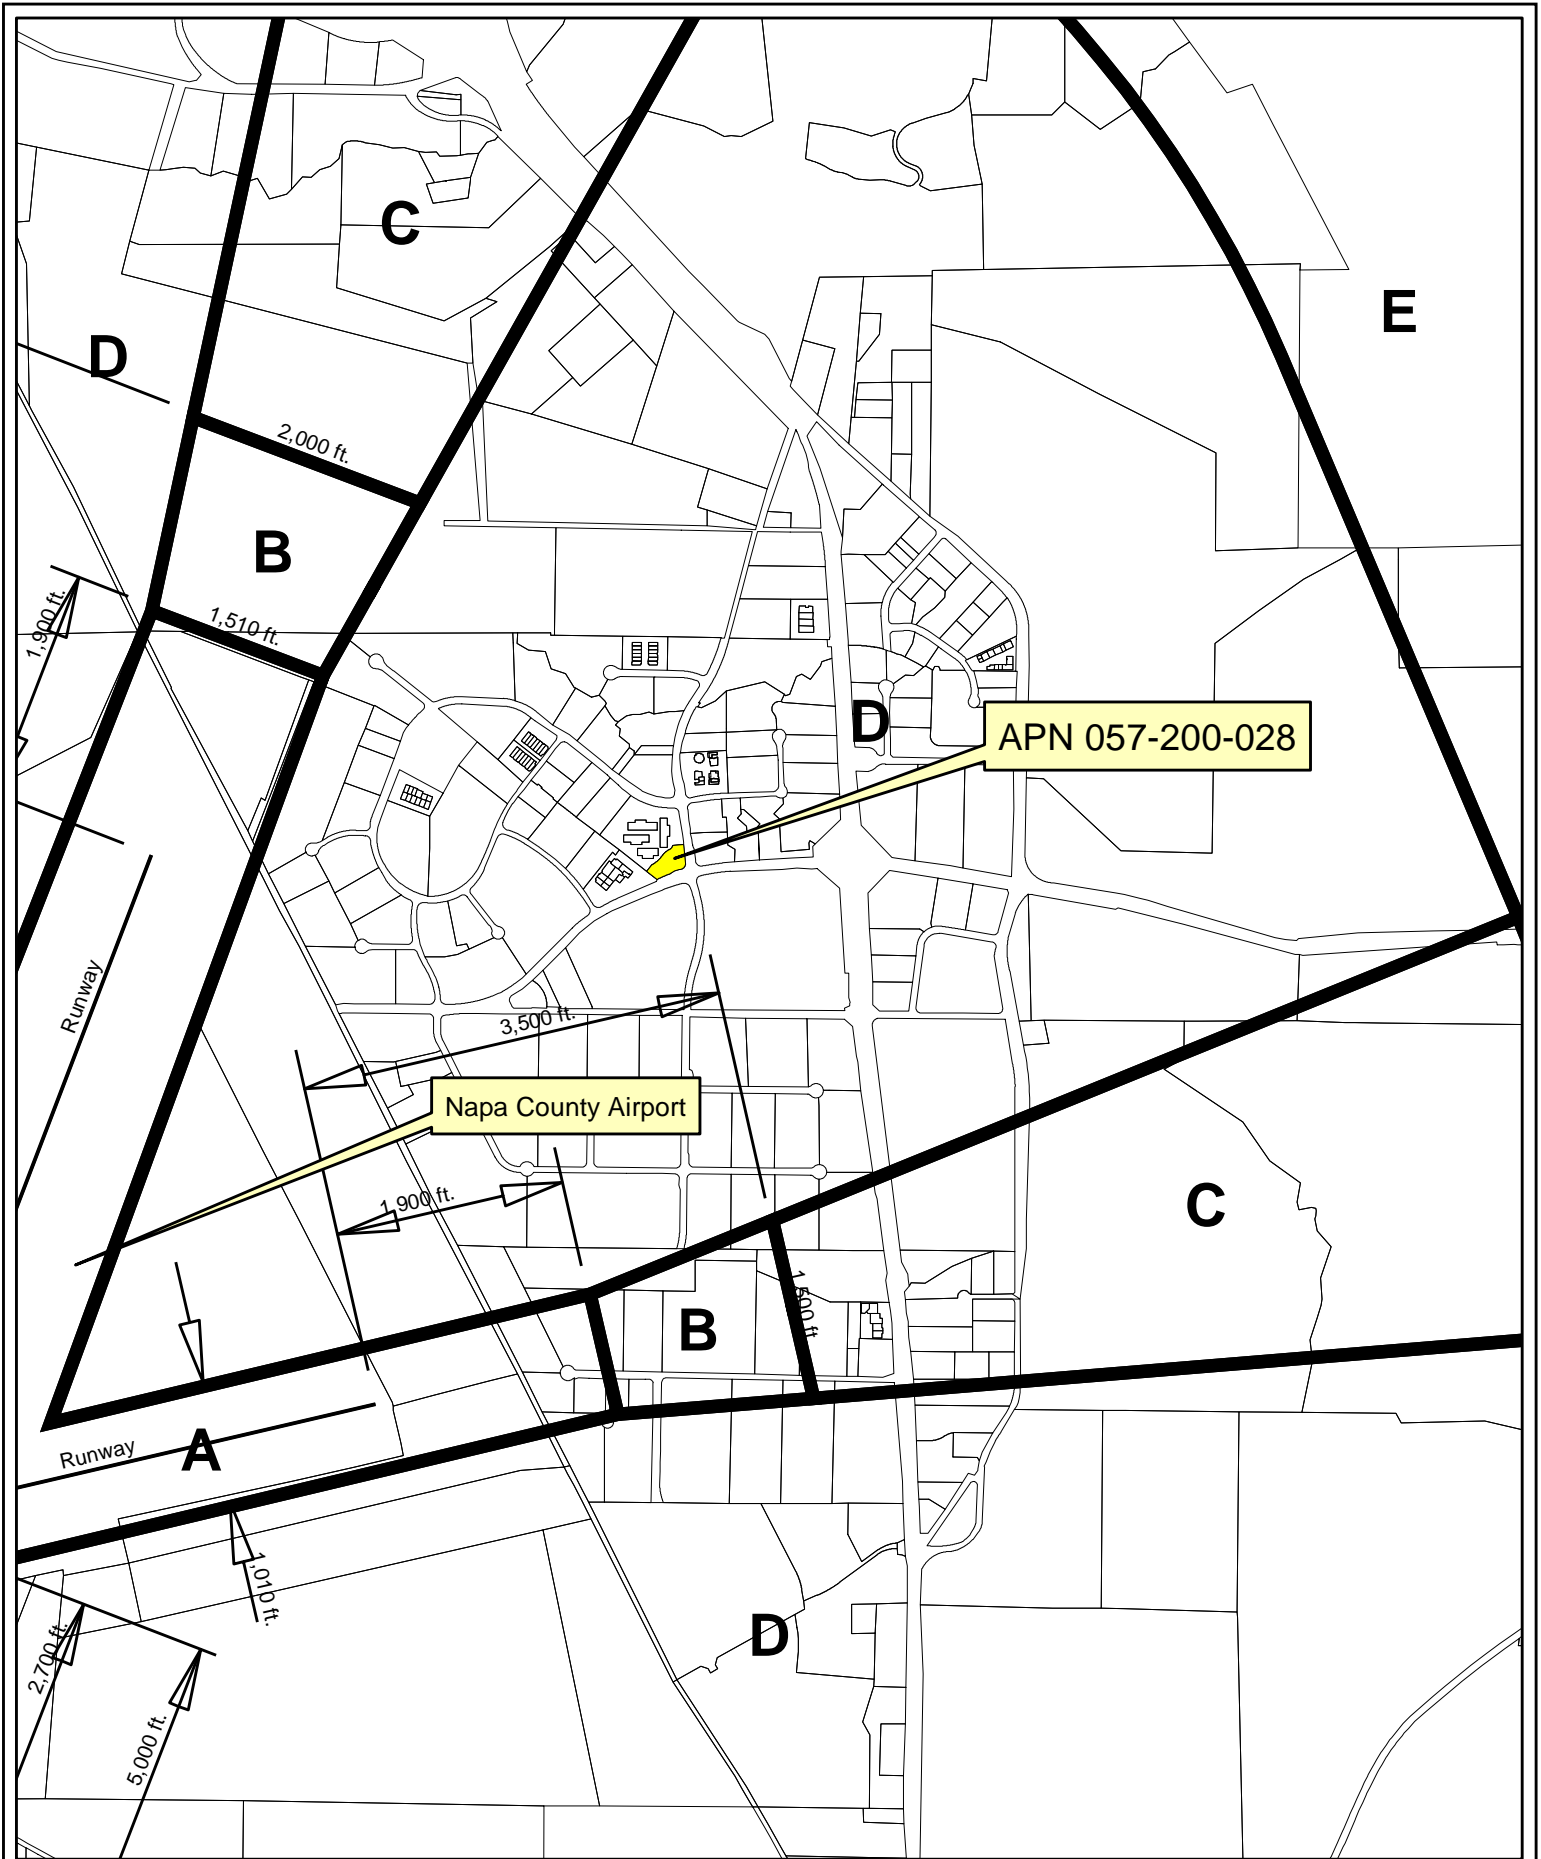 C
E
D
2,000 ft.
B
1,900 ft.
1,510 ft.
D
APN 057-200-028
Runway
3,500 ft.
Napa County Airport
1,900 ft.
C
1,500 ft.
B
Runway
A
1,010 ft.
D
2,700 ft.
5,000 ft.